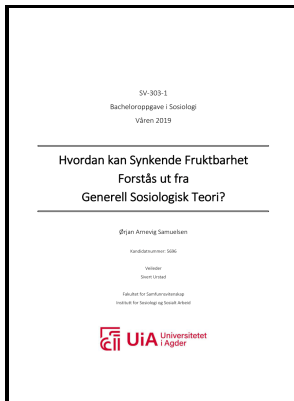 SV-303-1
Bacheloroppgave i Sosiologi
Våren 2019
Hvordan kan Synkende Fruktbarhet
Forstås ut fra
Generell Sosiologisk Teori?
Ørjan Arnevig Samuelsen
Kandidatnummer: 5696
Veileder
Sivert Urstad
Fakultet for Samfunnsvitenskap
Institutt for Sosiologi og Sosialt Arbeid
UiA Universitetet
i Agder